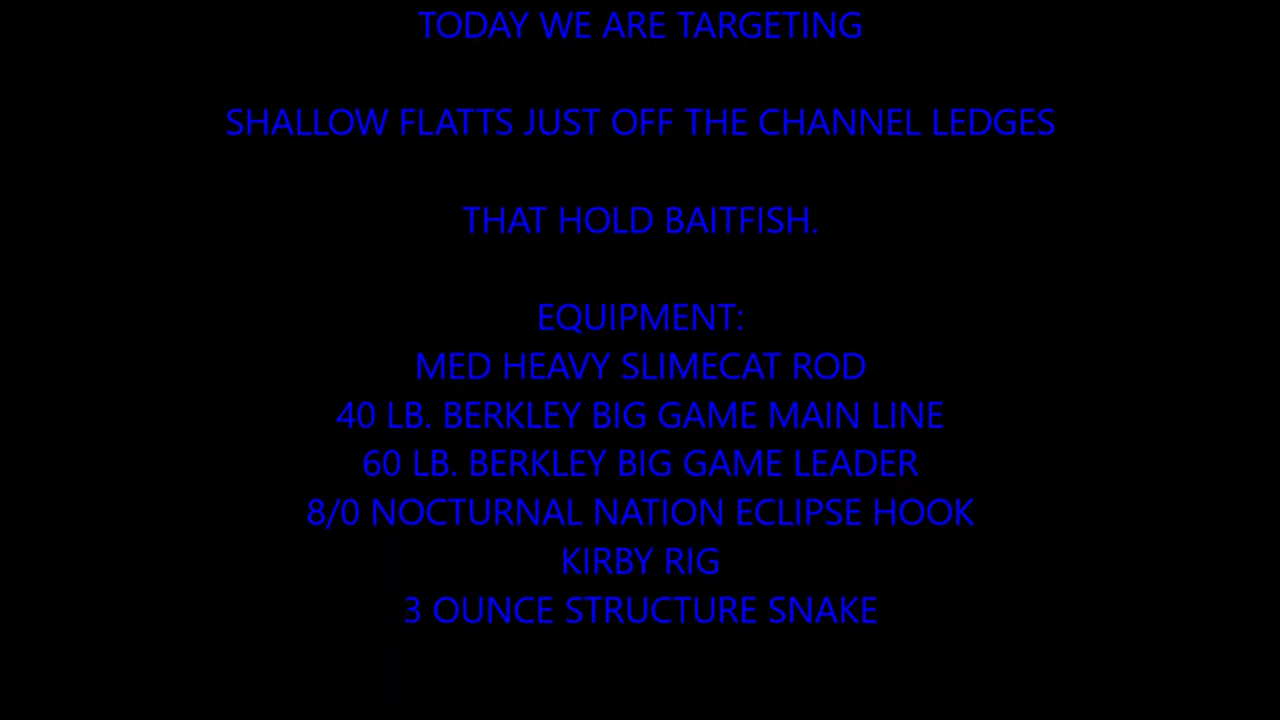 TODAY WE ARE TARGETING
SHALLOW FLATTS JUST OFF THE CHANNEL LEDGES
THAT HOLD BAITFISH.
EQUIPMENT:
MED HEAVY SLIMECAT ROD
40 LB. BERKLEY BIG GAME MAIN LINE
60 LB. BERKLEY BIG GAME LEADER
8/0 NOCTURNAL NATION ECLIPSE HOOK
KIRBY RIG
3 OUNCE STRUCTURE SNAKE